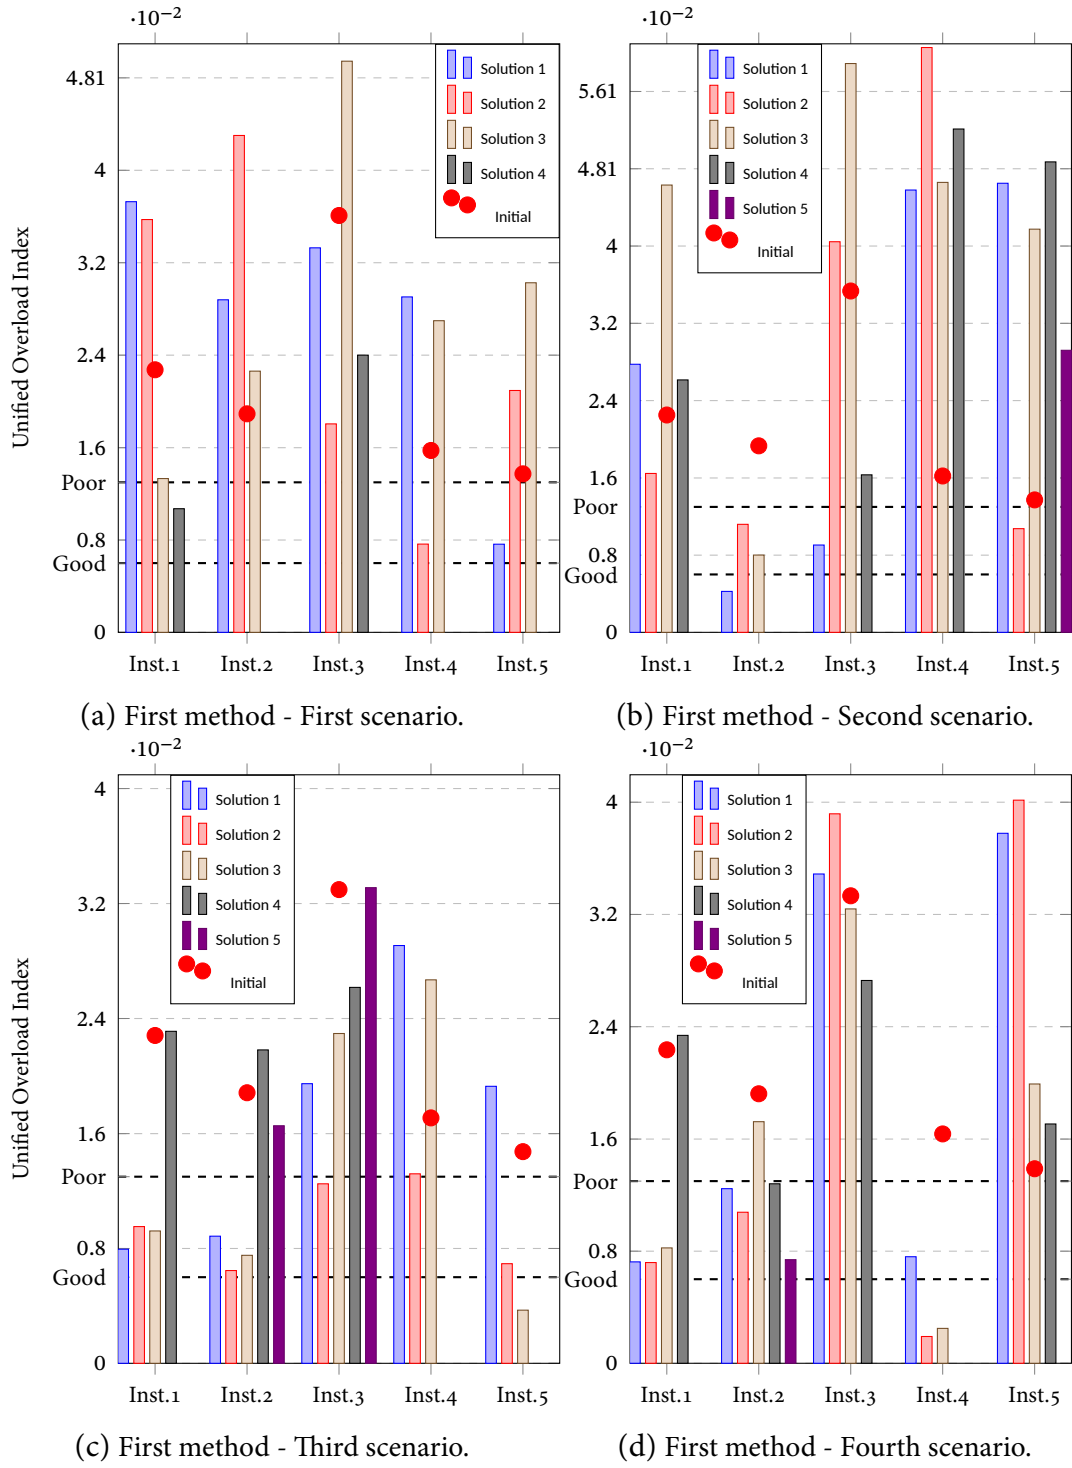 ·10⁻²
4.81
4
3.2
2.4
1.6
Poor
0.8
Good
0
Unified Overload Index
Solution 1
Solution 2
Solution 3
Solution 4
Initial
Inst.1 Inst.2 Inst.3 Inst.4 Inst.5
(a) First method - First scenario.
·10⁻²
5.61
4.81
4
3.2
2.4
1.6
Poor
0.8
Good
0
Solution 1
Solution 2
Solution 3
Solution 4
Solution 5
Initial
Inst.1 Inst.2 Inst.3 Inst.4 Inst.5
(b) First method - Second scenario.
·10⁻²
4
3.2
2.4
1.6
Poor
0.8
Good
0
Unified Overload Index
Solution 1
Solution 2
Solution 3
Solution 4
Solution 5
Initial
Inst.1 Inst.2 Inst.3 Inst.4 Inst.5
(c) First method - Third scenario.
·10⁻²
4
3.2
2.4
1.6
Poor
0.8
Good
0
Solution 1
Solution 2
Solution 3
Solution 4
Solution 5
Initial
Inst.1 Inst.2 Inst.3 Inst.4 Inst.5
(d) First method - Fourth scenario.